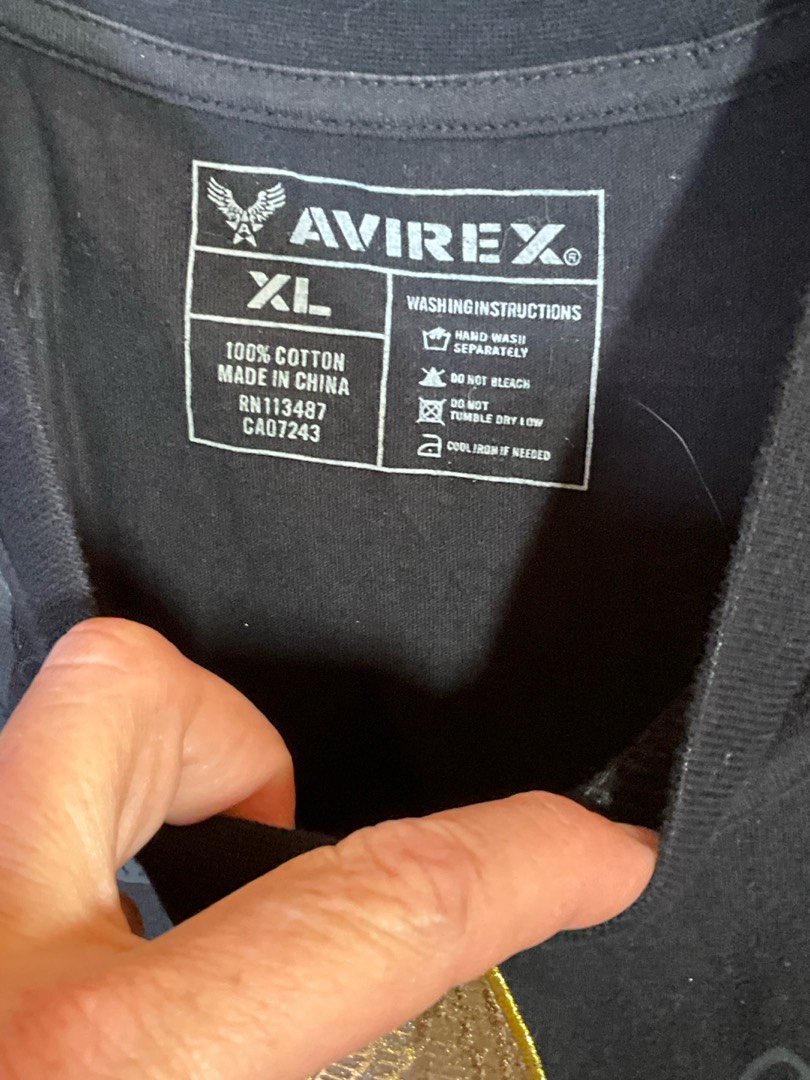 AVIREX®
XL
100% COTTON
MADE IN CHINA
RN113487
CA07243
WASHINGINSTRUCTIONS
HAND WASH
SEPARATELY
DO NOT BLEACH
DO NOT
TUMBLE DRY LOW
COOL IRON IF NEEDED